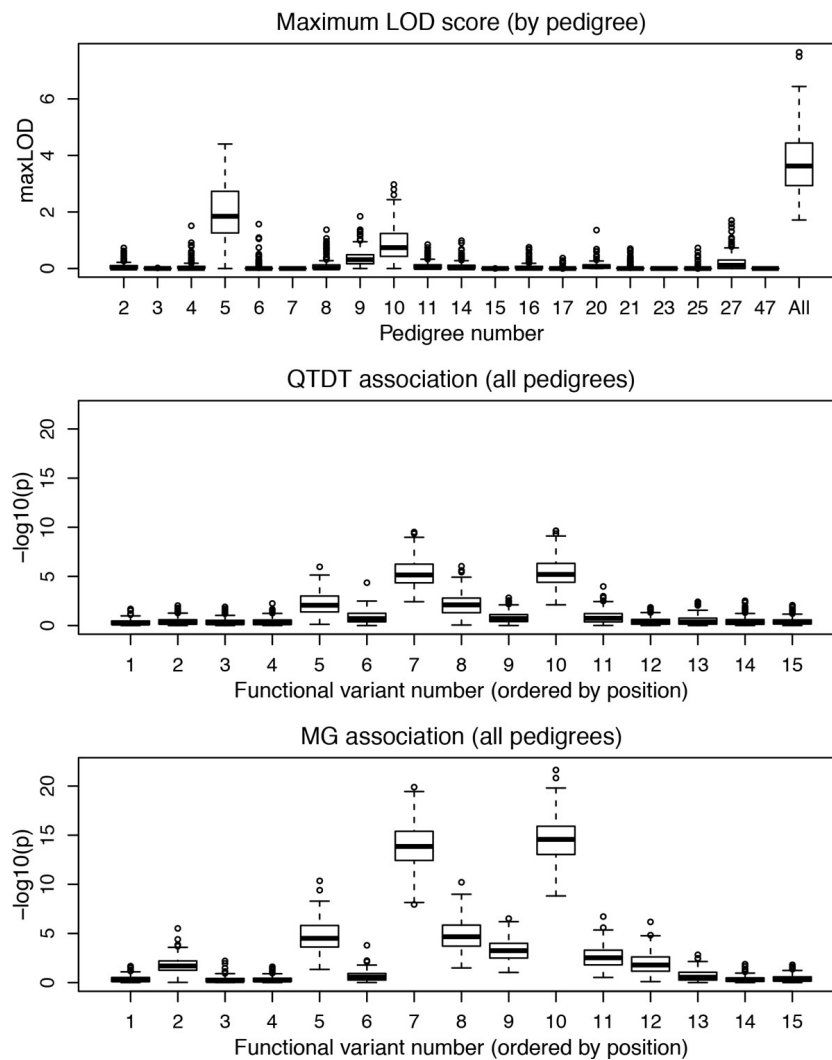 Maximum LOD score (by pedigree)
maxLOD
6
4
2
0
2 3 4 5 6 7 8 9 10 11 14 15 16 17 20 21 23 25 27 47 All
Pedigree number
QTDT association (all pedigrees)
−log10(p)
20
15
10
5
0
1 2 3 4 5 6 7 8 9 10 11 12 13 14 15
Functional variant number (ordered by position)
MG association (all pedigrees)
−log10(p)
20
15
10
5
0
1 2 3 4 5 6 7 8 9 10 11 12 13 14 15
Functional variant number (ordered by position)